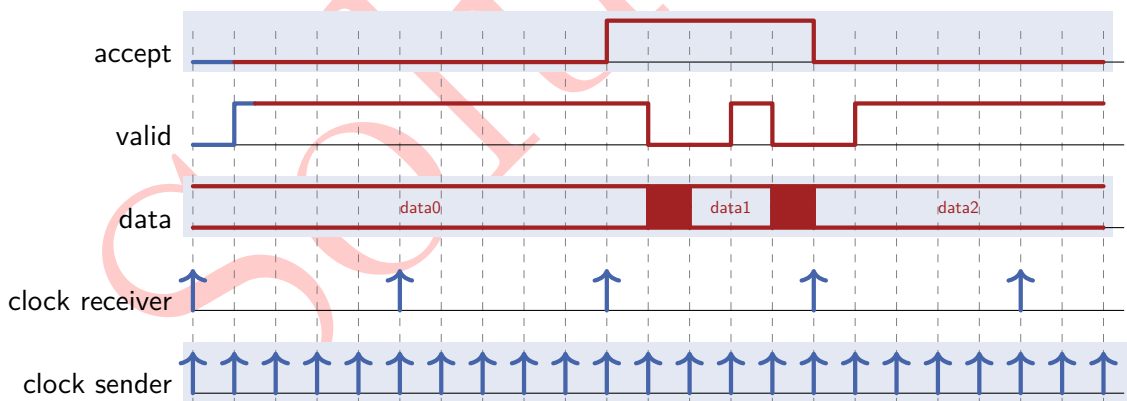 accept
valid
data
data0
data1
data2
clock receiver
clock sender